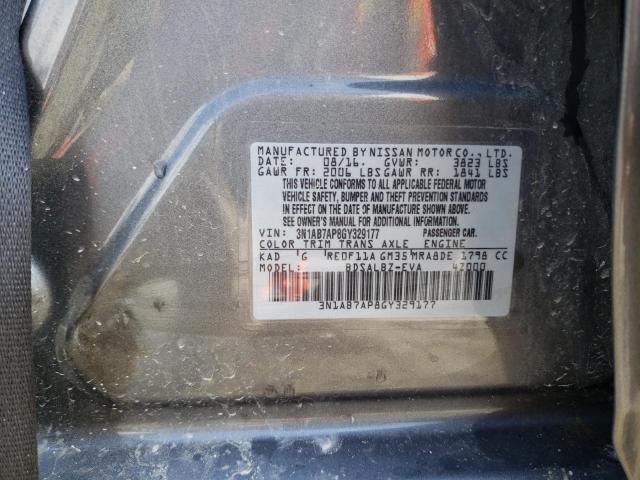 MANUFACTURED BY NISSAN MOTOR CO., LTD.
DATE: 08/16. GVWR: 3823 LBS
GAWR FR: 2006 LBS GAWR RR: 1841 LBS
THIS VEHICLE CONFORMS TO ALL APPLICABLE FEDERAL MOTOR
VEHICLE SAFETY, BUMPER AND THEFT PREVENTION STANDARDS
IN EFFECT ON THE DATE OF MANUFACTURE SHOWN ABOVE.
SEE OWNERS MANUAL FOR ADDITIONAL INFORMATION.
VIN: 3N1AB7AP8GY329177 PASSENGER CAR.
COLOR TRIM TRANS AXLE ENGINE
KAD G RE0F11A GM35 MRA8DE 1798 CC
MODEL: BDSALBZ-EVA 42000
3N1AB7AP8GY329177